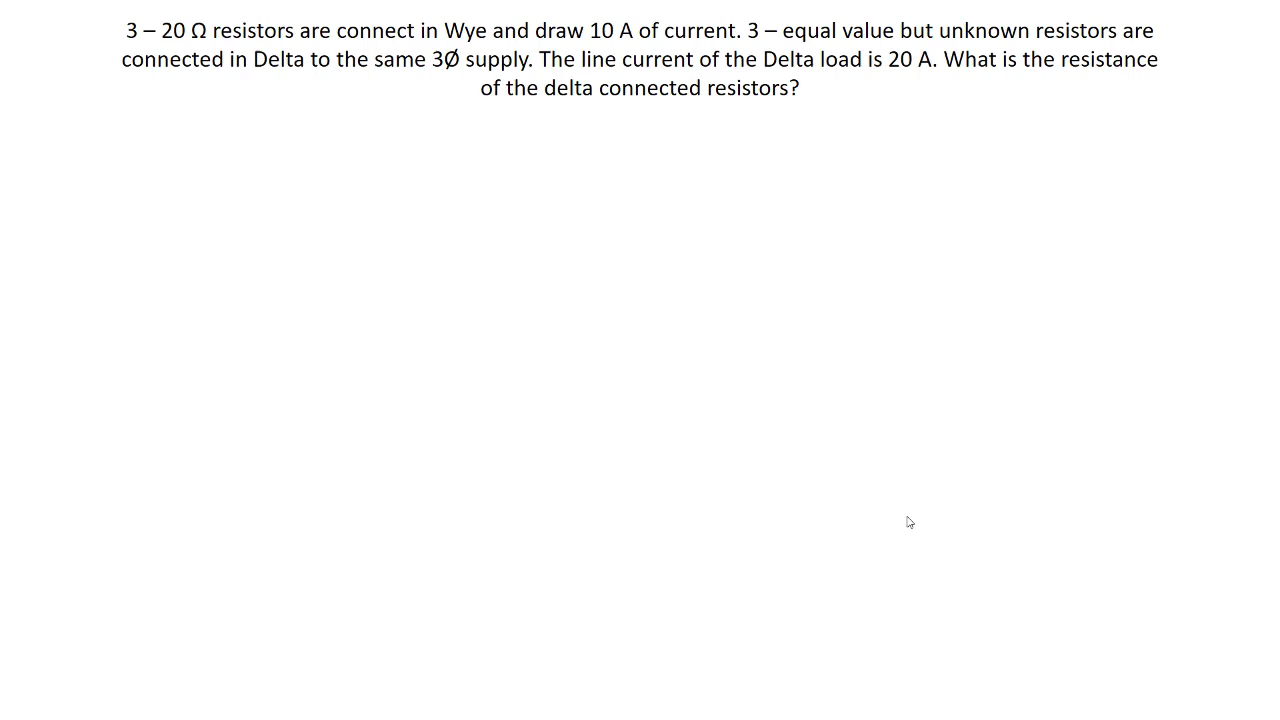 3 – 20 Ω resistors are connect in Wye and draw 10 A of current. 3 – equal value but unknown resistors are
connected in Delta to the same 3Ø supply. The line current of the Delta load is 20 A. What is the resistance
of the delta connected resistors?